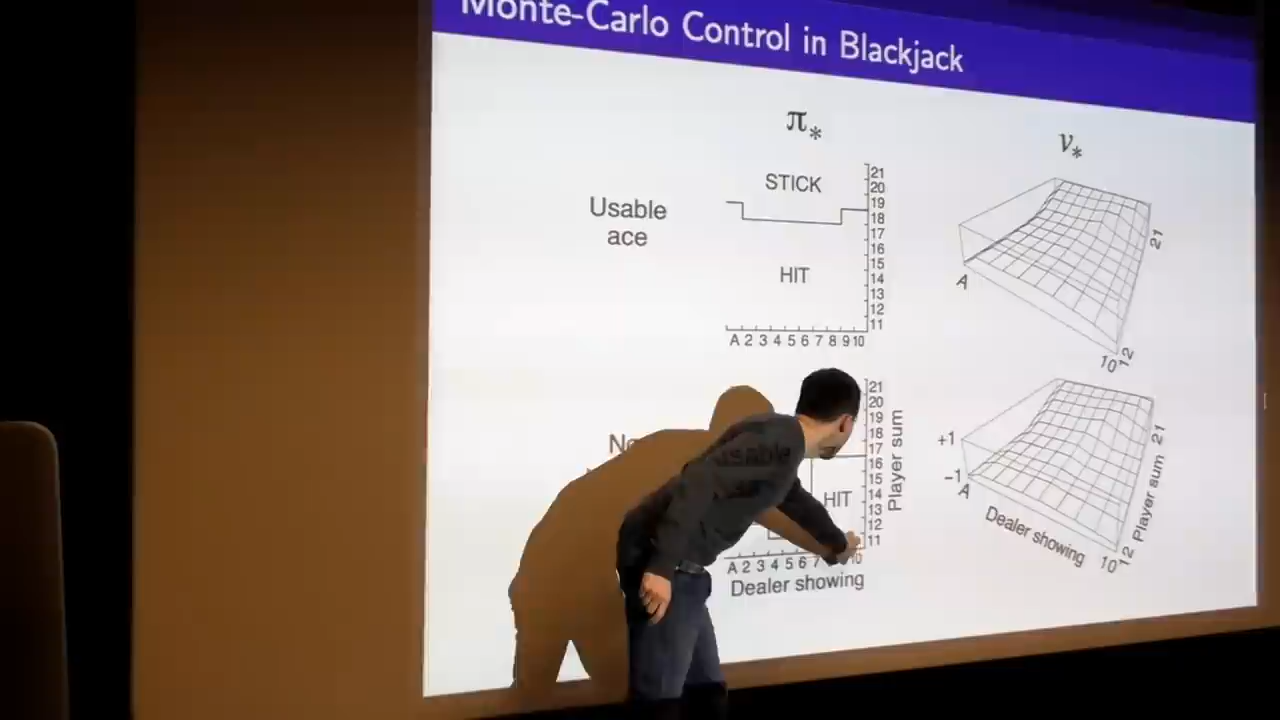 Monte-Carlo Control in Blackjack
π*
v*
Usable
ace
STICK
HIT
21
20
19
18
17
16
15
14
13
12
11
A 2 3 4 5 6 7 8 9 10
A
21
10
12
No
usable
21
20
19
18
17
16
15
14
13
12
11
Player sum
HIT
A 2 3 4 5 6 7
10
Dealer showing
+1
−1
A
Dealer showing
Player sum
21
10
12